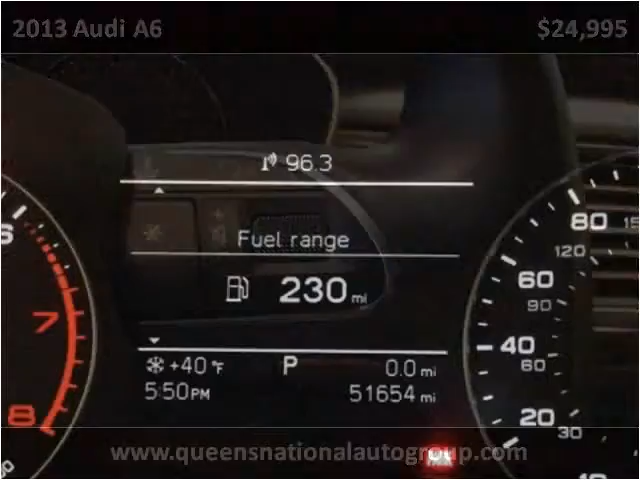 2013 Audi A6 $24,995
96.3
Fuel range
230 mi
+40 °F P 0.0 mi
5:50PM 51654 mi
6
7
8
80
120
60
90
40
60
20
30
www.queensnationalautogroup.com